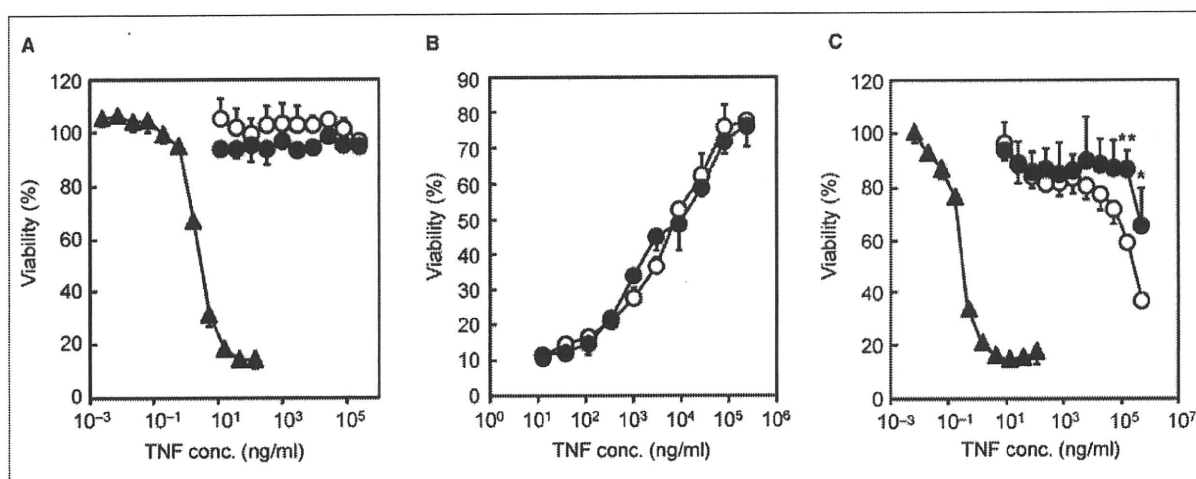 A
B
C
120
100
80
60
40
20
0
Viability (%)
10⁻³ 10⁻¹ 10¹ 10³ 10⁵
TNF conc. (ng/ml)
90
80
70
60
50
40
30
20
10
0
Viability (%)
10⁰ 10¹ 10² 10³ 10⁴ 10⁵ 10⁶
TNF conc. (ng/ml)
120
100
80
60
40
20
0
Viability (%)
**
*
10⁻³ 10⁻¹ 10¹ 10³ 10⁵ 10⁷
TNF conc. (ng/ml)